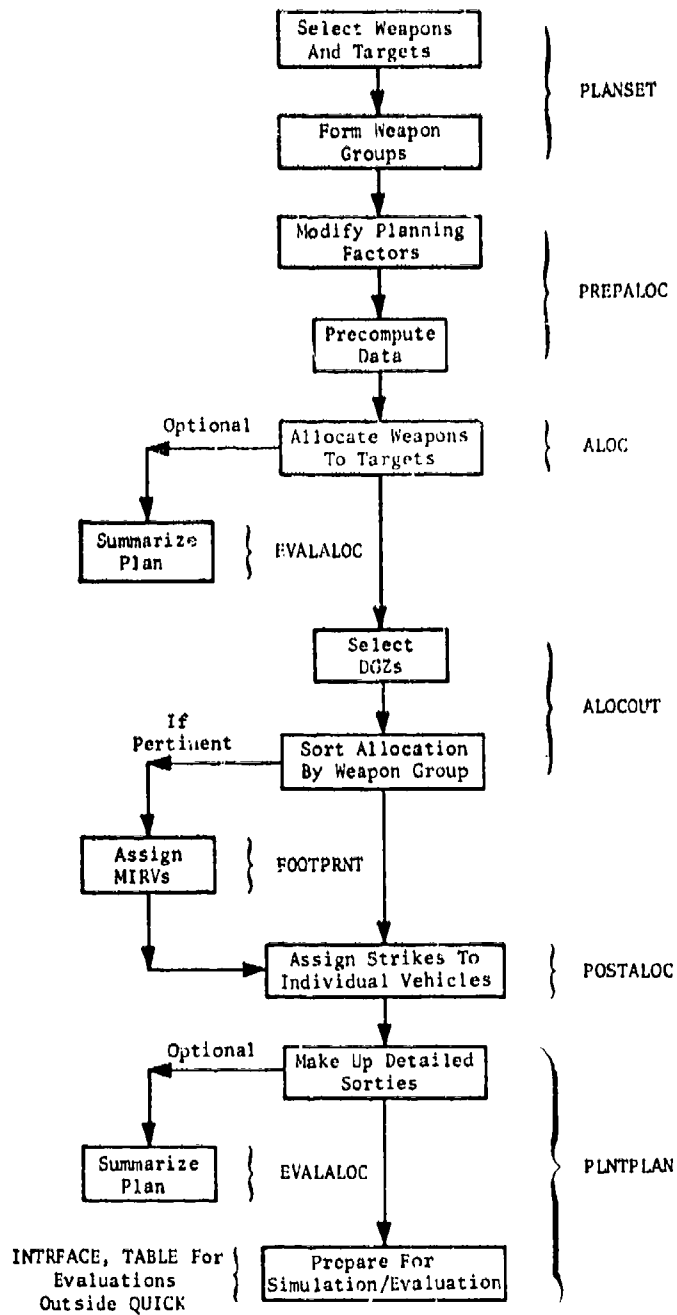 Select Weapons
And Targets
PLANSET
Form Weapon
Groups
Modify Planning
Factors
PREPALOC
Precompute
Data
Optional
Allocate Weapons
To Targets
ALOC
Summarize
Plan
EVALALOC
Select
DGZs
ALOCOUT
If
Pertinent
Sort Allocation
By Weapon Group
Assign
MIRVs
FOOTPRNT
Assign Strikes To
Individual Vehicles
POSTALOC
Optional
Make Up Detailed
Sorties
Summarize
Plan
EVALALOC
PLNTPLAN
INTRFACE, TABLE For
Evaluations
Outside QUICK
Prepare For
Simulation/Evaluation